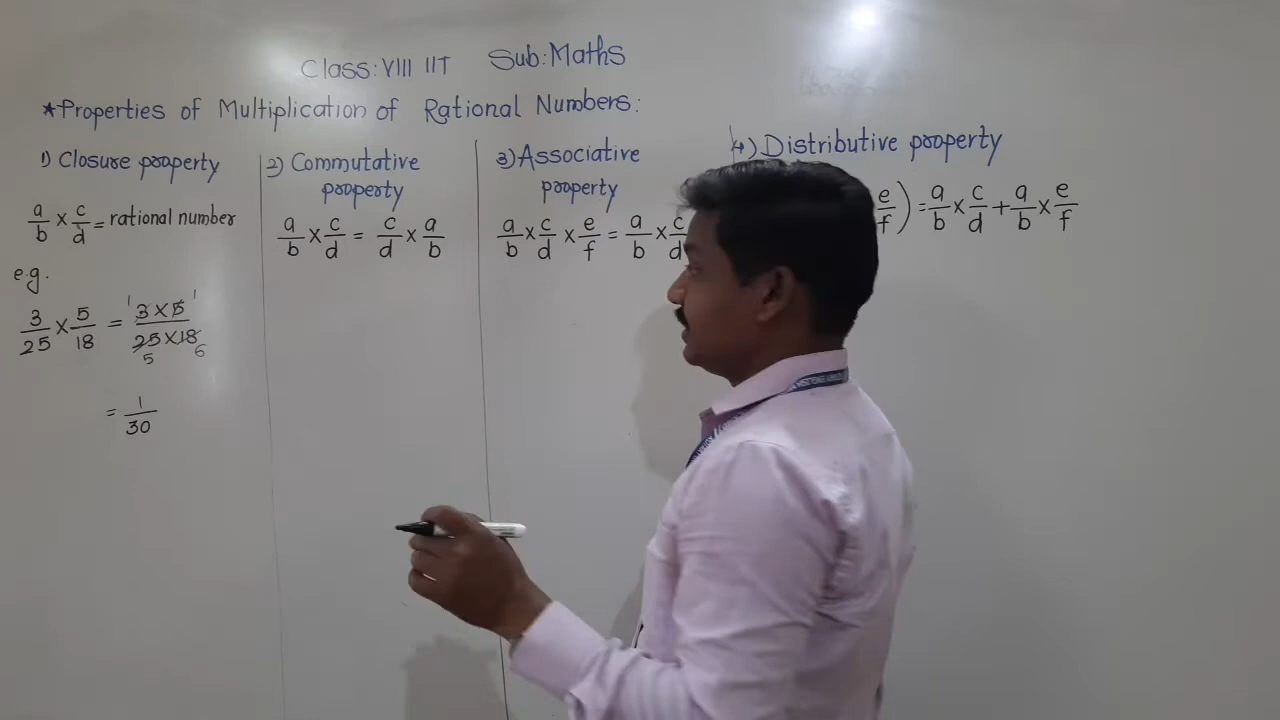 Class: VIII IIT Sub: Maths
*Properties of Multiplication of Rational Numbers:
1) Closure property
a/b × c/d = rational number
e.g.
3/25 × 5/18 = 3 × 5 / 25 × 18
1 1
5 6
= 1/30
2) Commutative
property
a/b × c/d = c/d × a/b
3) Associative
property
a/b × c/d × e/f = a/b × c/d
4) Distributive property
e/f) = a/b × c/d + a/b × e/f